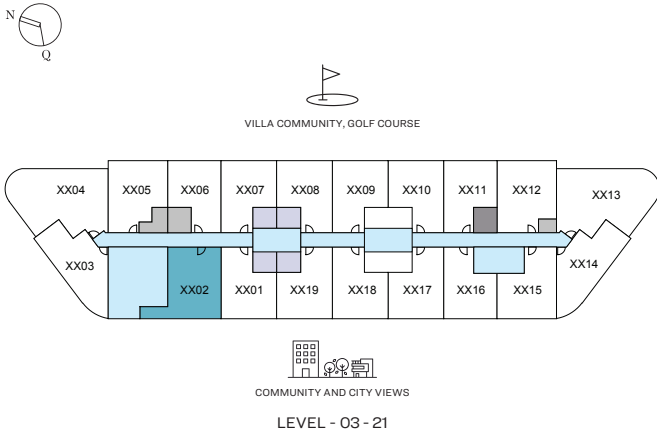 N
Q
VILLA COMMUNITY, GOLF COURSE
XX04 XX05 XX06 XX07 XX08 XX09 XX10 XX11 XX12 XX13
XX03 XX14
XX02 XX01 XX19 XX18 XX17 XX16 XX15
COMMUNITY AND CITY VIEWS
LEVEL - 03 - 21